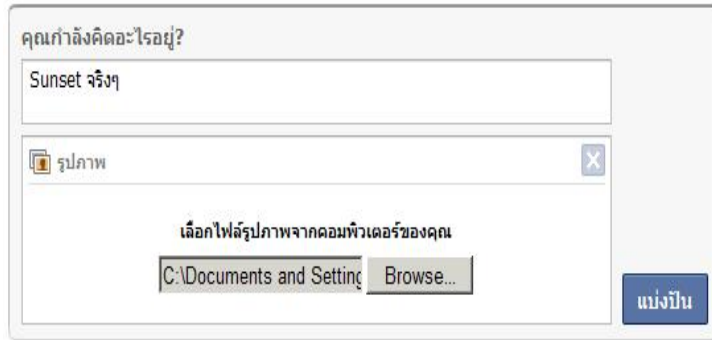 คุณกำลังคิดอะไรอยู่?
Sunset จริงๆ
รูปภาพ
เลือกไฟล์รูปภาพจากคอมพิวเตอร์ของคุณ
C:\Documents and Setting Browse...
แบ่งปัน